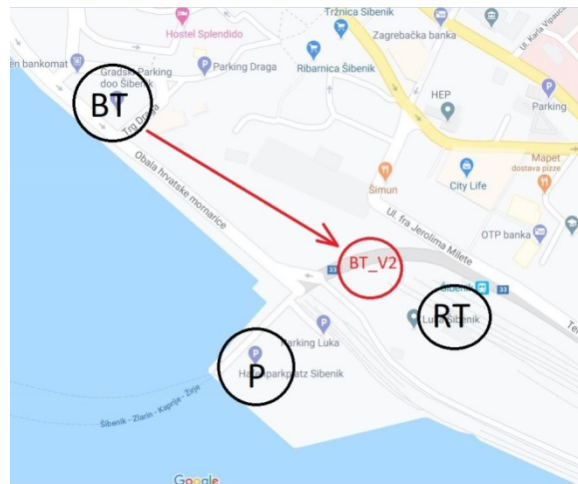 Tržnica Šibenik
Hostel Splendido
Zagrebačka banka
Ul. Karla Vipauca
en bankomat
Gradski Parking
doo Šibenik
Parking Draga
Ribarnica Šibenik
HEP
Parking
BT
Trg Draga
Obala hrvatske mornarice
Šimun
City Life
Mapet
dostava pizze
Ul. fra Jerolima Milete
OTP banka
BT_V2
33
Šibenik
33
RT
Luka Šibenik
Parking Luka
P
Hafenparkplatz Sibenik
Šibenik - Zlarin - Kaprije - Žirje
Google